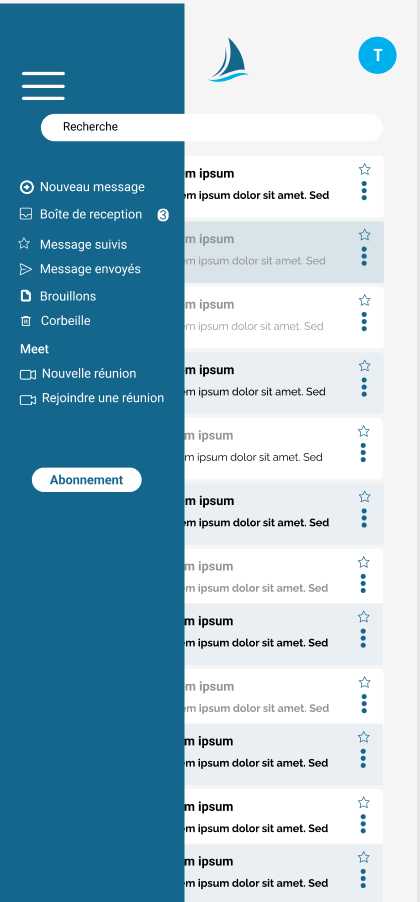 T
Recherche
Nouveau message
Boîte de reception 3
Message suivis
Message envoyés
Brouillons
Corbeille
Meet
Nouvelle réunion
Rejoindre une réunion
Abonnement
m ipsum
em ipsum dolor sit amet. Sed
m ipsum
em ipsum dolor sit amet. Sed
m ipsum
em ipsum dolor sit amet. Sed
m ipsum
em ipsum dolor sit amet. Sed
m ipsum
m ipsum dolor sit amet. Sed
m ipsum
em ipsum dolor sit amet. Sed
m ipsum
em ipsum dolor sit amet. Sed
m ipsum
em ipsum dolor sit amet. Sed
m ipsum
em ipsum dolor sit amet. Sed
m ipsum
em ipsum dolor sit amet. Sed
m ipsum
em ipsum dolor sit amet. Sed
m ipsum
em ipsum dolor sit amet. Sed